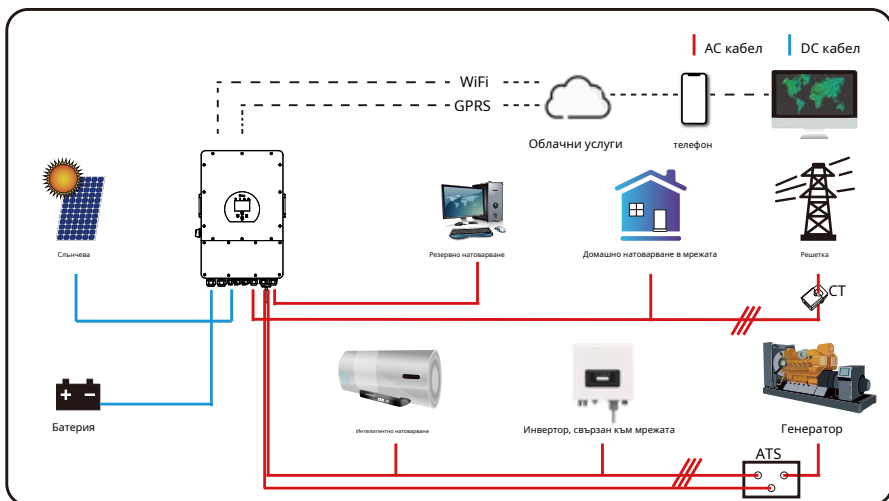 AC кабел
DC кабел
WiFi
GPRS
Облачни услуги
телефон
Слънчева
Резервно натоварване
Домашно натоварване в мрежата
Решетка
CT
Батерия
Интелигентно натоварване
Инвертор, свързан към мрежата
Генератор
ATS